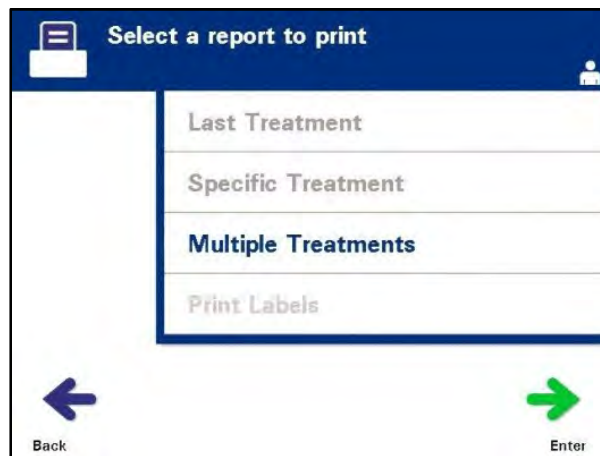 Select a report to print
Last Treatment
Specific Treatment
Multiple Treatments
Print Labels
Back
Enter